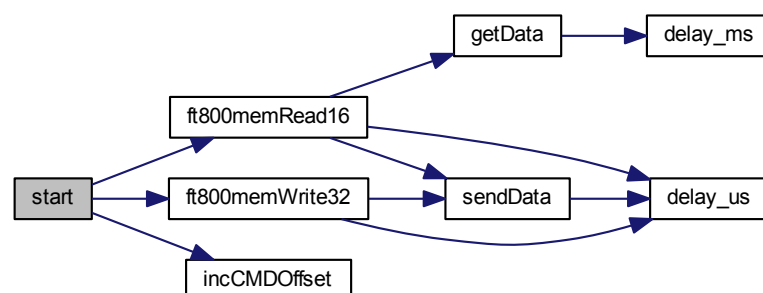 getData
delay_ms
ft800memRead16
start
ft800memWrite32
sendData
delay_us
incCMDOffset